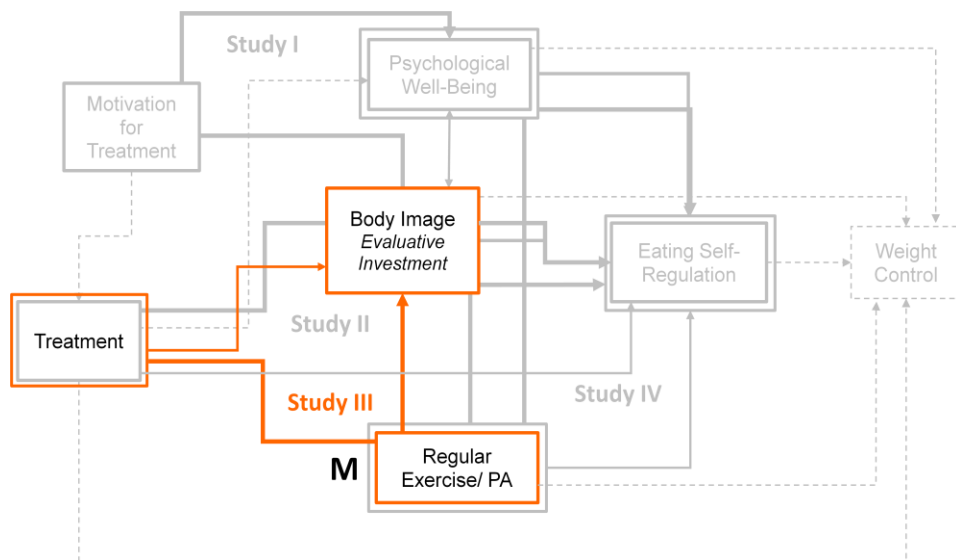 Study I
Psychological
Well-Being
Motivation
for
Treatment
Body Image
Evaluative
Investment
Eating Self-
Regulation
Weight
Control
Treatment
Study II
Study III
Study IV
M
Regular
Exercise/ PA